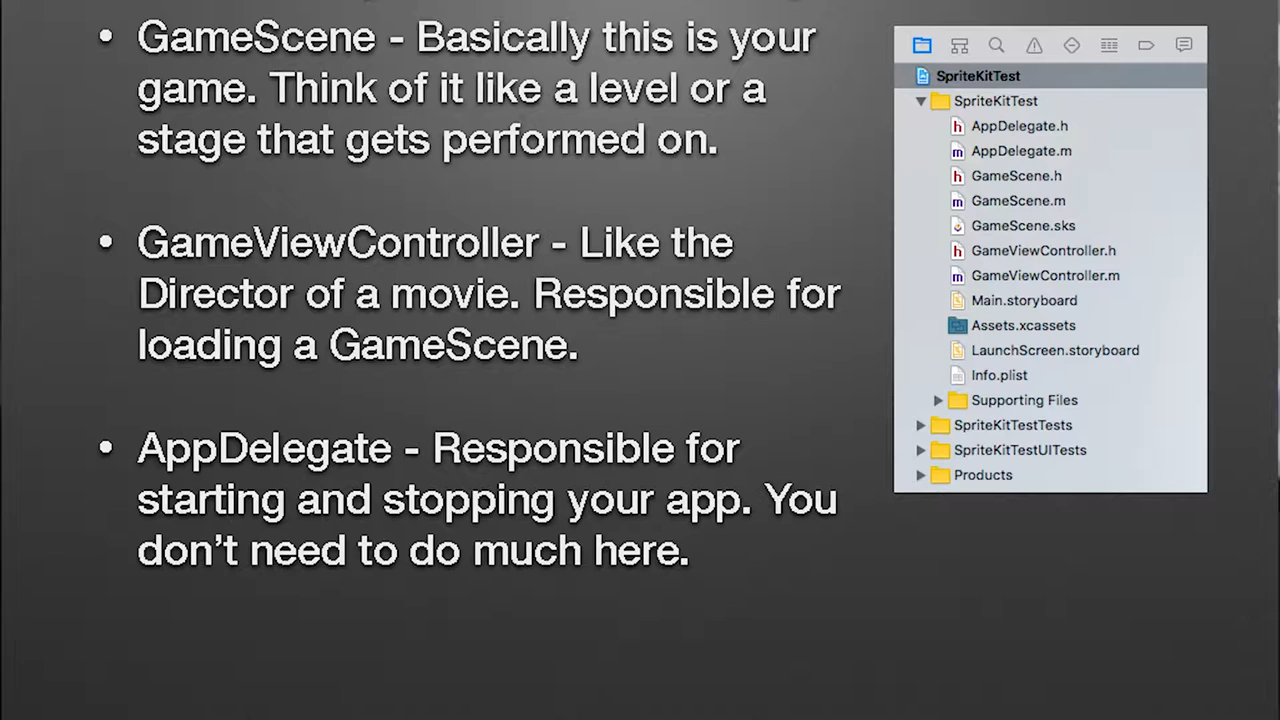 • GameScene - Basically this is your
game. Think of it like a level or a
stage that gets performed on.
• GameViewController - Like the
Director of a movie. Responsible for
loading a GameScene.
• AppDelegate - Responsible for
starting and stopping your app. You
don't need to do much here.
SpriteKitTest
SpriteKitTest
h AppDelegate.h
m AppDelegate.m
h GameScene.h
m GameScene.m
GameScene.sks
h GameViewController.h
m GameViewController.m
Main.storyboard
Assets.xcassets
LaunchScreen.storyboard
Info.plist
Supporting Files
SpriteKitTestTests
SpriteKitTestUITests
Products